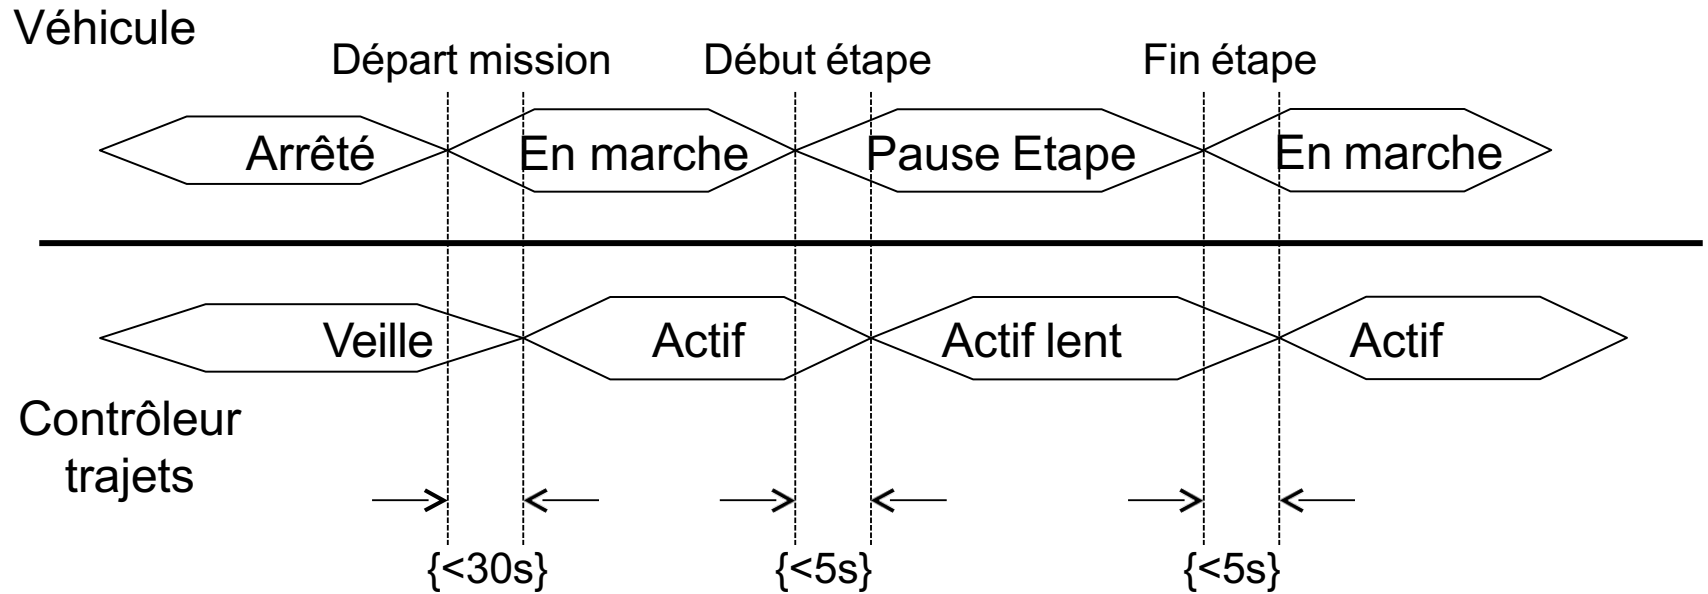 Véhicule
Départ mission Début étape Fin étape
Arrêté En marche Pause Etape En marche
Veille Actif Actif lent Actif
Contrôleur
trajets
{<30s} {<5s} {<5s}